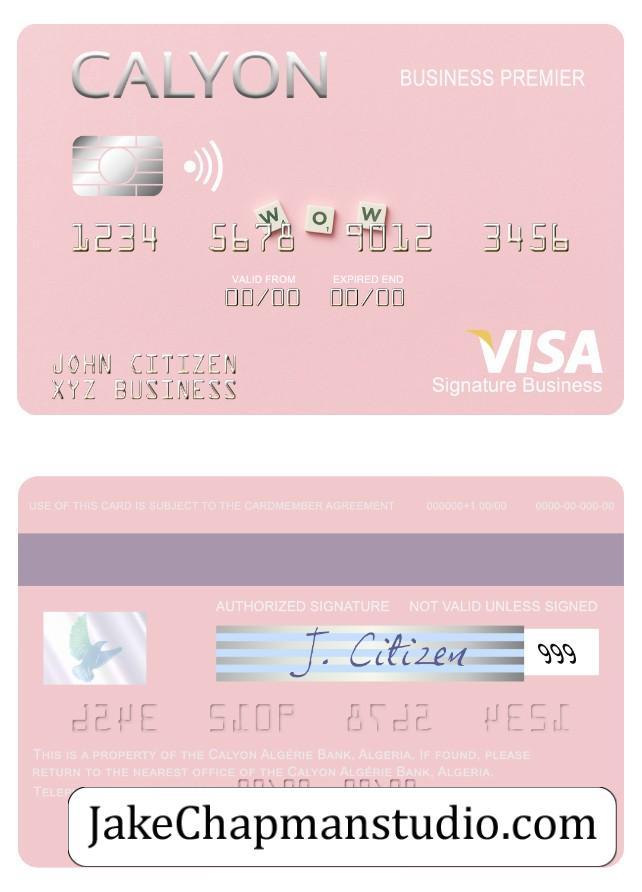 CALYON
BUSINESS PREMIER
W O W
1
1234 5678 9012 3456
VALID FROM EXPIRED END
00/00 00/00
JOHN CITIZEN
XYZ BUSINESS
VISA
Signature Business
USE OF THIS CARD IS SUBJECT TO THE CARDMEMBER AGREEMENT 000000+1 00/00 0000-00-000-00
AUTHORIZED SIGNATURE NOT VALID UNLESS SIGNED
J. Citizen 999
THIS IS A PROPERTY OF THE CALYON ALGÉRIE BANK, ALGERIA. IF FOUND, PLEASE
RETURN TO THE NEAREST OFFICE OF THE CALYON ALGÉRIE BANK, ALGERIA.
JakeChapmanstudio.com